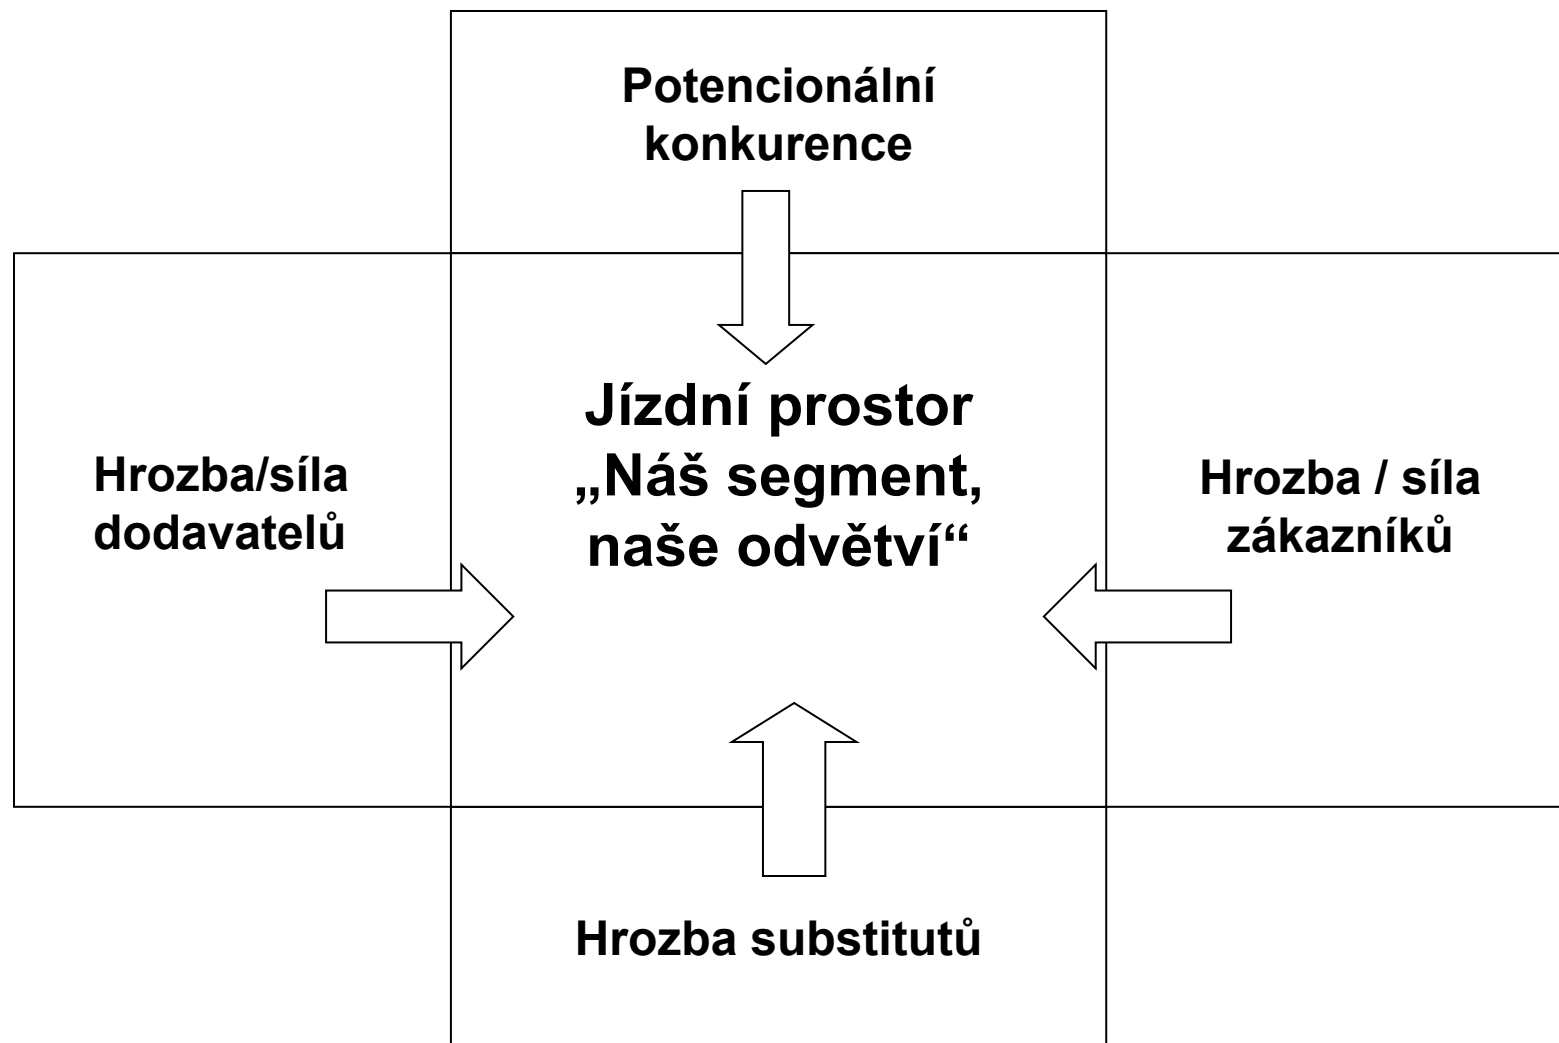 Potencionální
konkurence
Jízdní prostor
„Náš segment,
naše odvětví“
Hrozba/síla
dodavatelů
Hrozba / síla
zákazníků
Hrozba substitutů